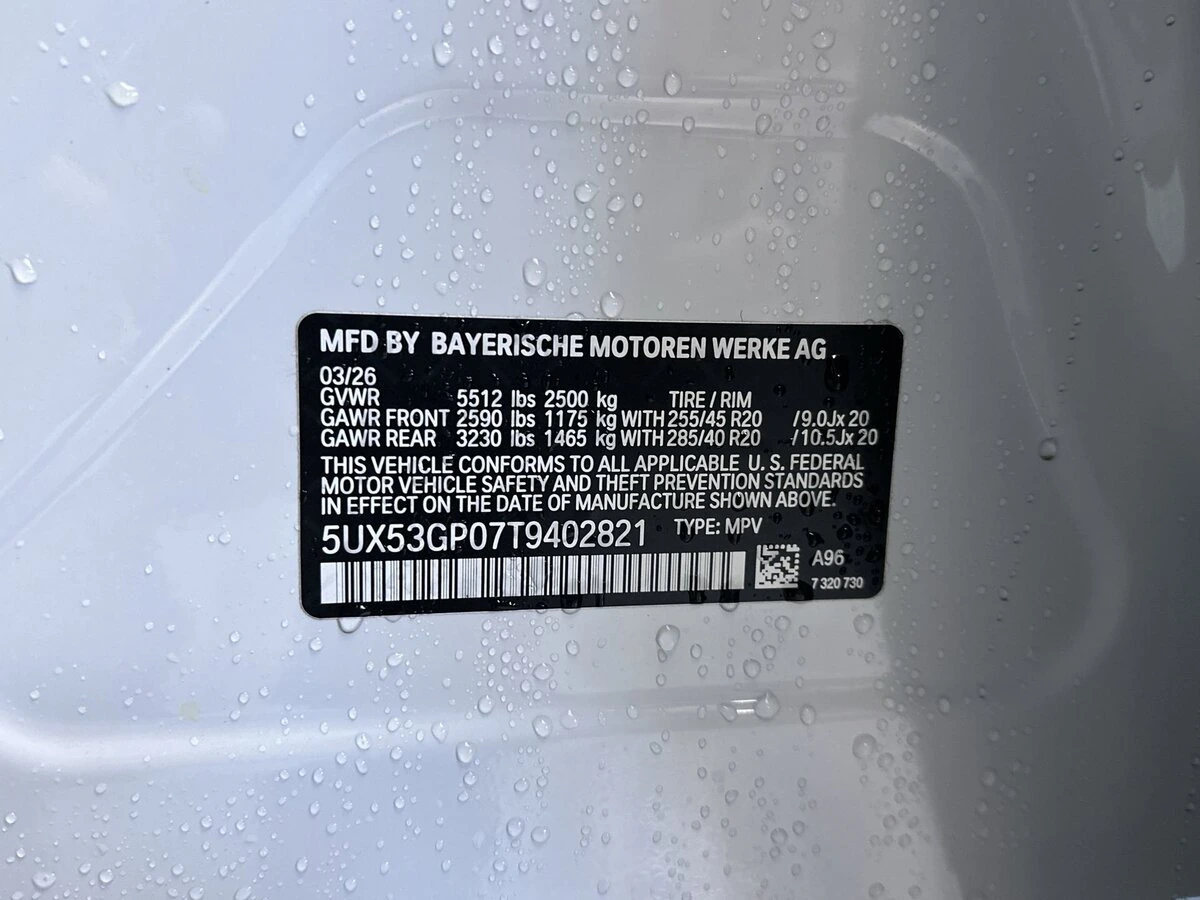 MFD BY BAYERISCHE MOTOREN WERKE AG
03/26
GVWR 5512 lbs 2500 kg TIRE / RIM
GAWR FRONT 2590 lbs 1175 kg WITH 255/45 R20 /9.0Jx 20
GAWR REAR 3230 lbs 1465 kg WITH 285/40 R20 /10.5Jx 20
THIS VEHICLE CONFORMS TO ALL APPLICABLE U. S. FEDERAL
MOTOR VEHICLE SAFETY AND THEFT PREVENTION STANDARDS
IN EFFECT ON THE DATE OF MANUFACTURE SHOWN ABOVE.
5UX53GP07T9402821 TYPE: MPV
A96
7 320 730